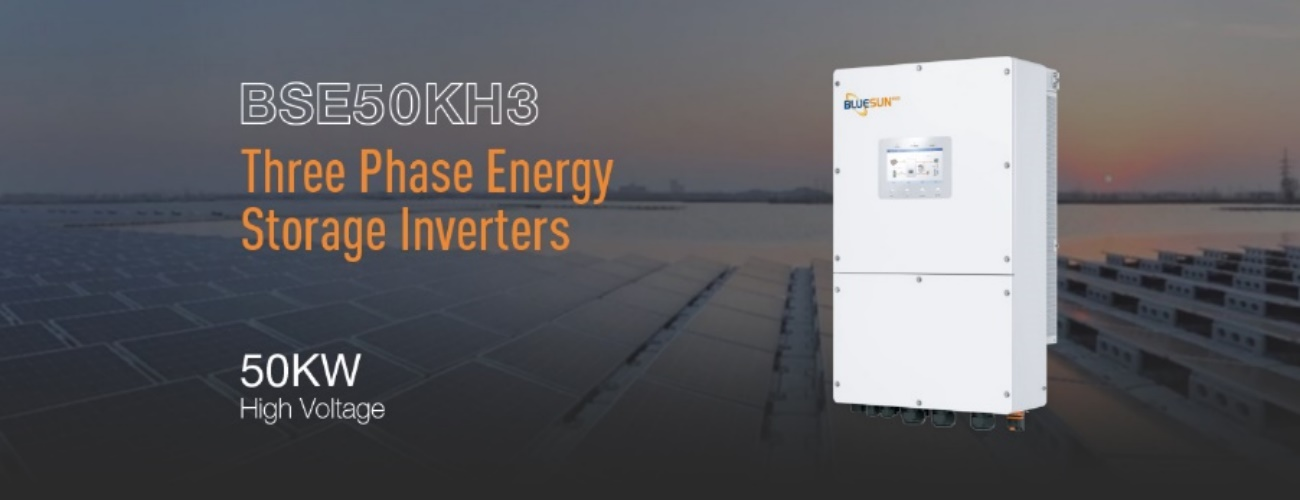 BSE50KH3
Three Phase Energy
Storage Inverters
50KW
High Voltage
BLUESUN